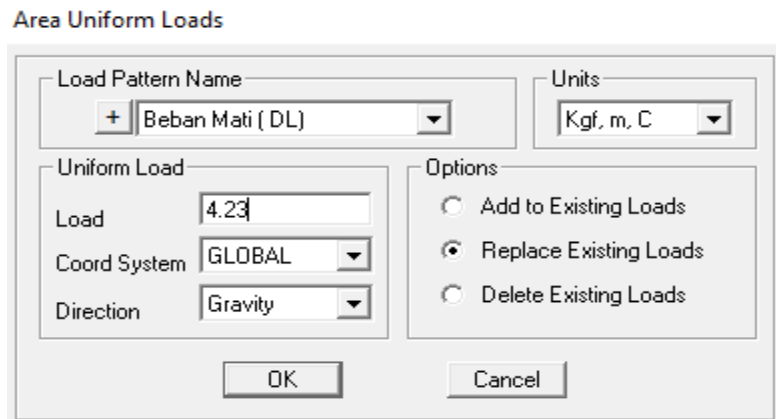 Area Uniform Loads
Load Pattern Name
+ Beban Mati ( DL)
Units
Kgf, m, C
Uniform Load
Load 4.23
Coord System GLOBAL
Direction Gravity
Options
Add to Existing Loads
Replace Existing Loads
Delete Existing Loads
OK Cancel